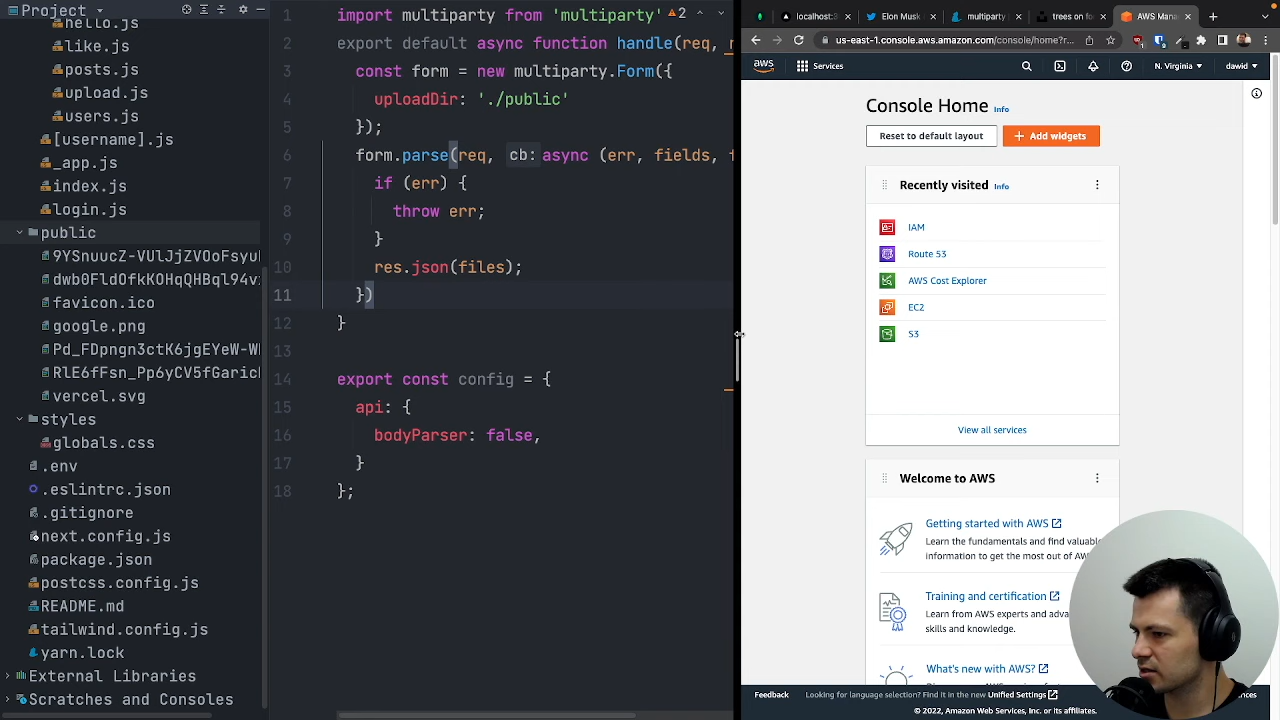 Project
hello.js
like.js
posts.js
upload.js
users.js
[username].js
_app.js
index.js
login.js
public
favicon.ico
google.png
vercel.svg
styles
globals.css
.env
.eslintrc.json
.gitignore
next.config.js
package.json
postcss.config.js
README.md
tailwind.config.js
yarn.lock
External Libraries
Scratches and Consoles
1 import multiparty from 'multiparty'
2
2 export default async function handle(req,
3 const form = new multiparty.Form({
4 uploadDir: './public'
5 });
6 form.parse(req, cb: async (err, fields, f
7 if (err) {
8 throw err;
9 }
10 res.json(files);
11 })
12 }
13
14 export const config = {
15 api: {
16 bodyParser: false,
17 }
18 };
localhost:
Elon Musk
multiparty
trees on fo
AWS Mana
us-east-1.console.aws.amazon.com/console/home?r...
aws
Services
N. Virginia
dawid
Console Home Info
Reset to default layout
Add widgets
Recently visited Info
IAM
Route 53
AWS Cost Explorer
EC2
S3
View all services
Welcome to AWS
Getting started with AWS
Learn the fundamentals and find valuable
information to get the most out of AW
Training and certification
Learn from AWS experts and adva
skills and knowledge.
What's new with AWS?
Feedback
Looking for language selection? Find it in the new Unified Settings
© 2022, Amazon Web Services, Inc. or its affiliates.